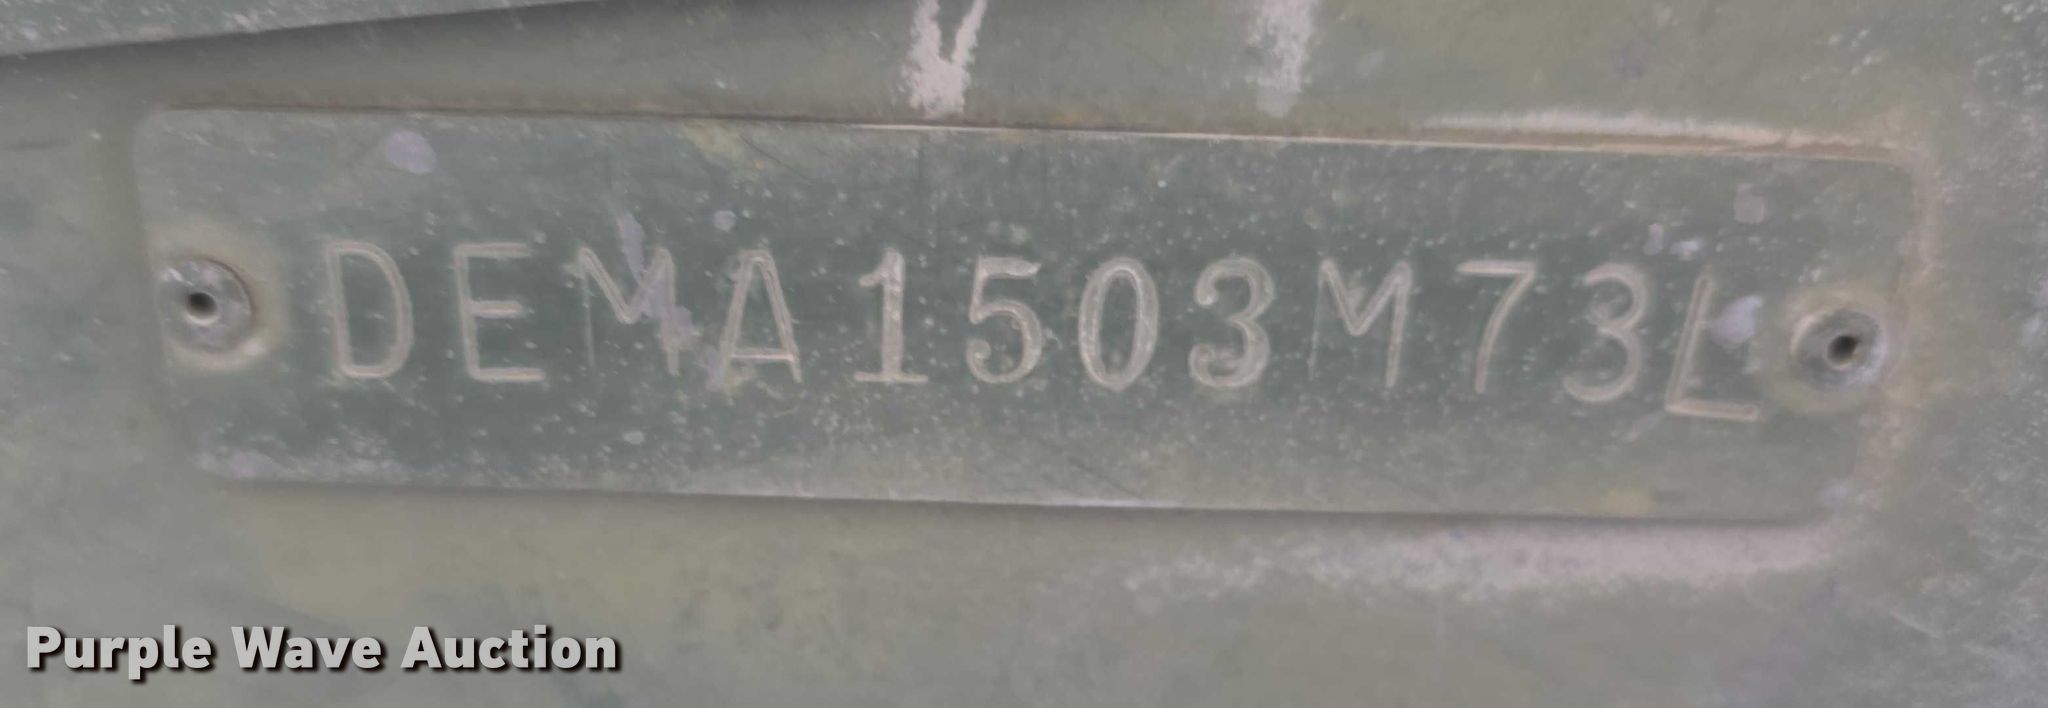 DEMA1503M73L
Purple Wave Auction